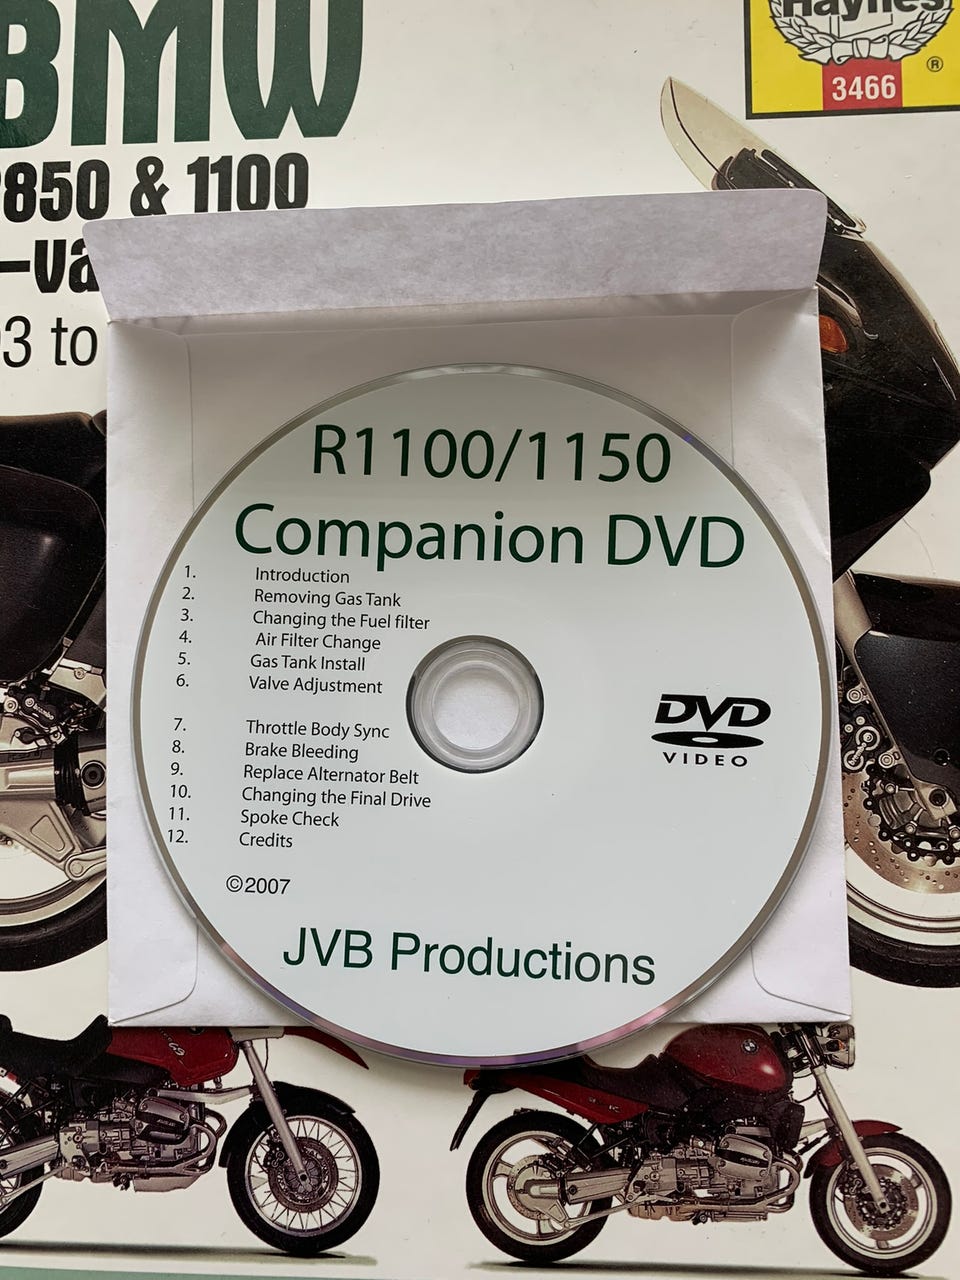 BMW
Haynes
®
3466
850 & 1100
3 to
R1100/1150
Companion DVD
1. Introduction
2. Removing Gas Tank
3. Changing the Fuel filter
4. Air Filter Change
5. Gas Tank Install
6. Valve Adjustment
7. Throttle Body Sync
8. Brake Bleeding
9. Replace Alternator Belt
10. Changing the Final Drive
11. Spoke Check
12. Credits
DVD
VIDEO
©2007
JVB Productions